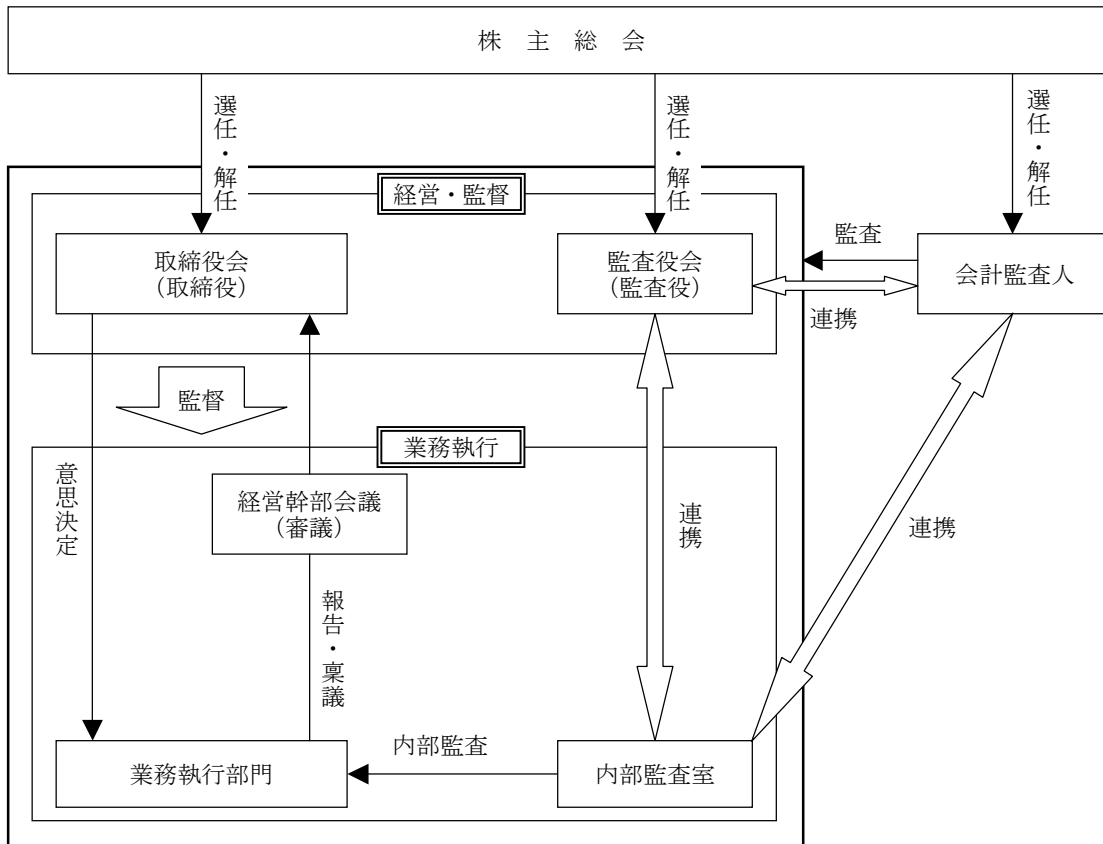 株主総会
選任・解任
選任・解任
選任・解任
経営・監督
取締役会
（取締役）
監査役会
（監査役）
監査
会計監査人
連携
監督
業務執行
意思決定
経営幹部会議
（審議）
連携
連携
報告・稟議
内部監査
業務執行部門
内部監査室